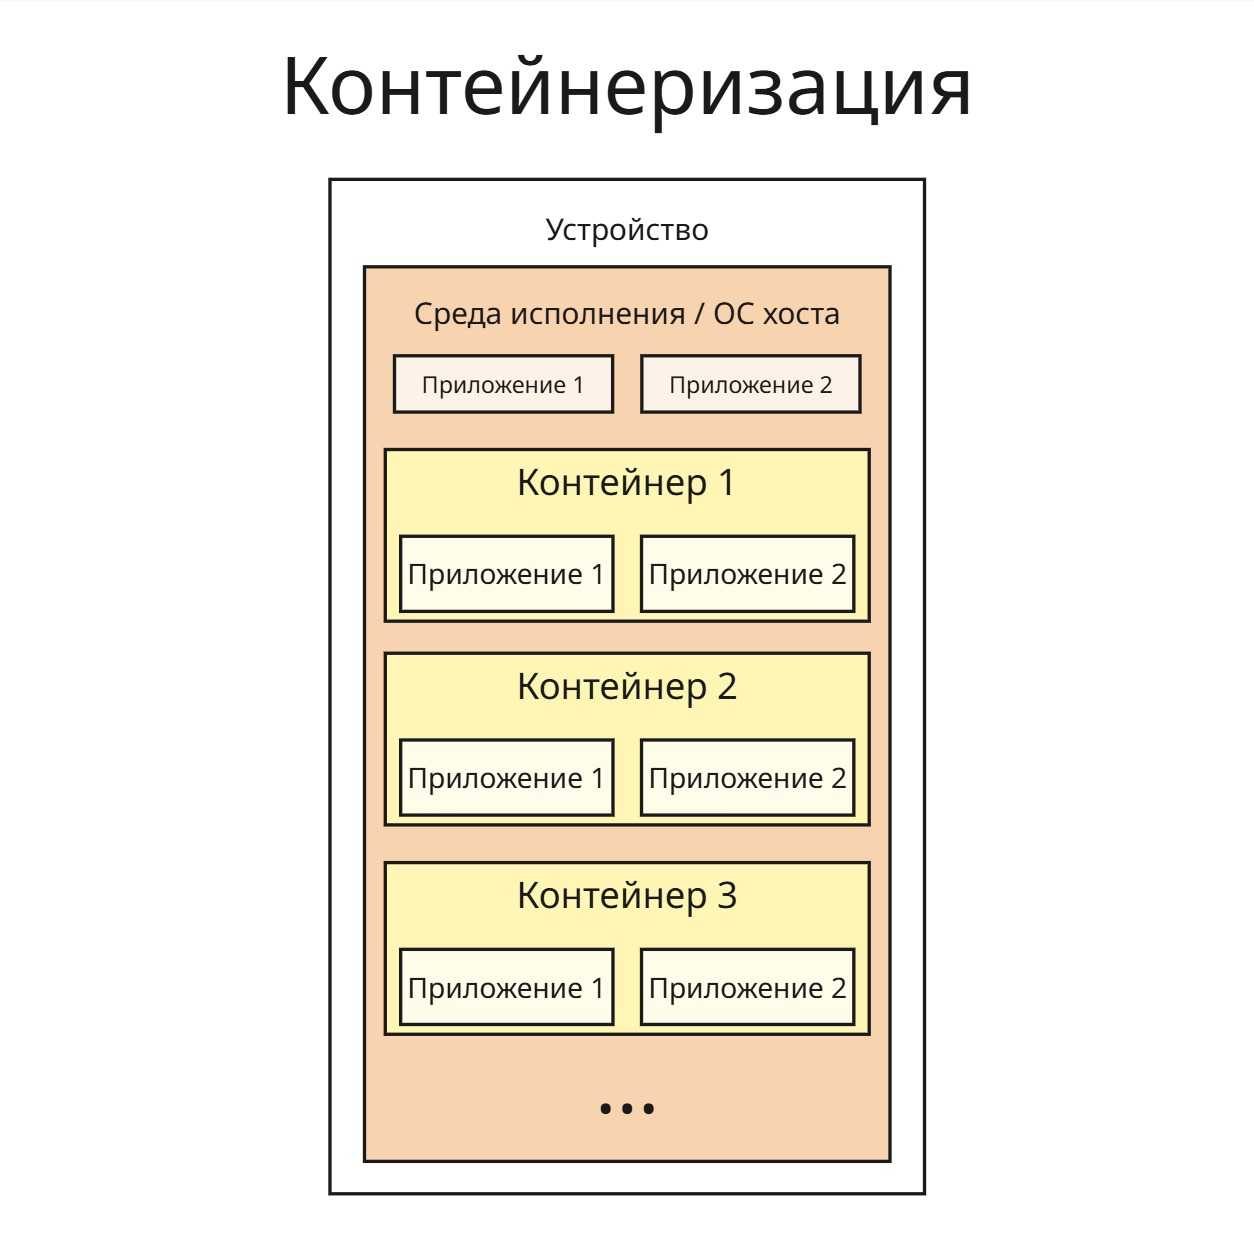 Контейнеризация
Устройство
Среда исполнения / ОС хоста
Приложение 1
Приложение 2
Контейнер 1
Приложение 1
Приложение 2
Контейнер 2
Приложение 1
Приложение 2
Контейнер 3
Приложение 1
Приложение 2
...